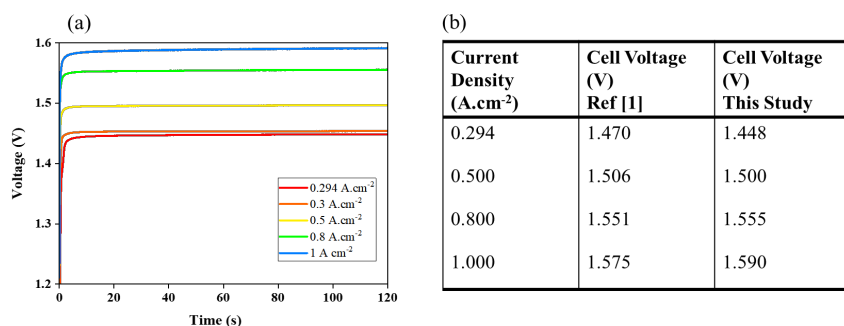 (a)
1.6
1.5
1.4
1.3
1.2
Voltage (V)
0.294 A.cm-2
0.3 A.cm-2
0.5 A.cm-2
0.8 A.cm-2
1 A cm-2
0 20 40 60 80 100 120
Time (s)
(b)
Current Density (A.cm-2) Cell Voltage (V) Ref [1] Cell Voltage (V) This Study
0.294 1.470 1.448
0.500 1.506 1.500
0.800 1.551 1.555
1.000 1.575 1.590